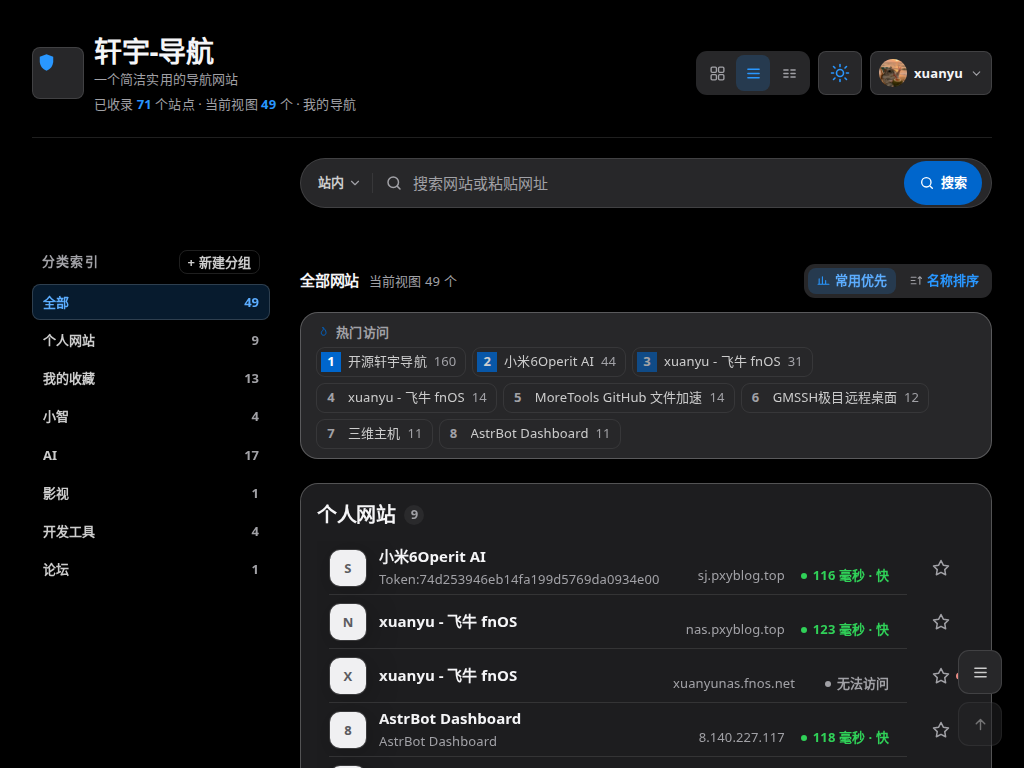 轩宇-导航
一个简洁实用的导航网站
已收录 71 个站点 · 当前视图 49 个 · 我的导航
xuanyu
站内
搜索网站或粘贴网址
搜索
分类索引
+ 新建分组
全部 49
个人网站 9
我的收藏 13
小智 4
AI 17
影视 1
开发工具 4
论坛 1
全部网站 当前视图 49 个
常用优先 名称排序
热门访问
1 开源轩宇导航 160 2 小米6Operit AI 44 3 xuanyu - 飞牛 fnOS 31
4 xuanyu - 飞牛 fnOS 14 5 MoreTools GitHub 文件加速 14 6 GMSSH极目远程桌面 12
7 三维主机 11 8 AstrBot Dashboard 11
个人网站 9
S 小米6Operit AI
Token:74d253946eb14fa199d5769da0934e00 sj.pxyblog.top 116 毫秒 · 快
N xuanyu - 飞牛 fnOS nas.pxyblog.top 123 毫秒 · 快
X xuanyu - 飞牛 fnOS xuanyunas.fnos.net 无法访问
8 AstrBot Dashboard
AstrBot Dashboard 8.140.227.117 118 毫秒 · 快